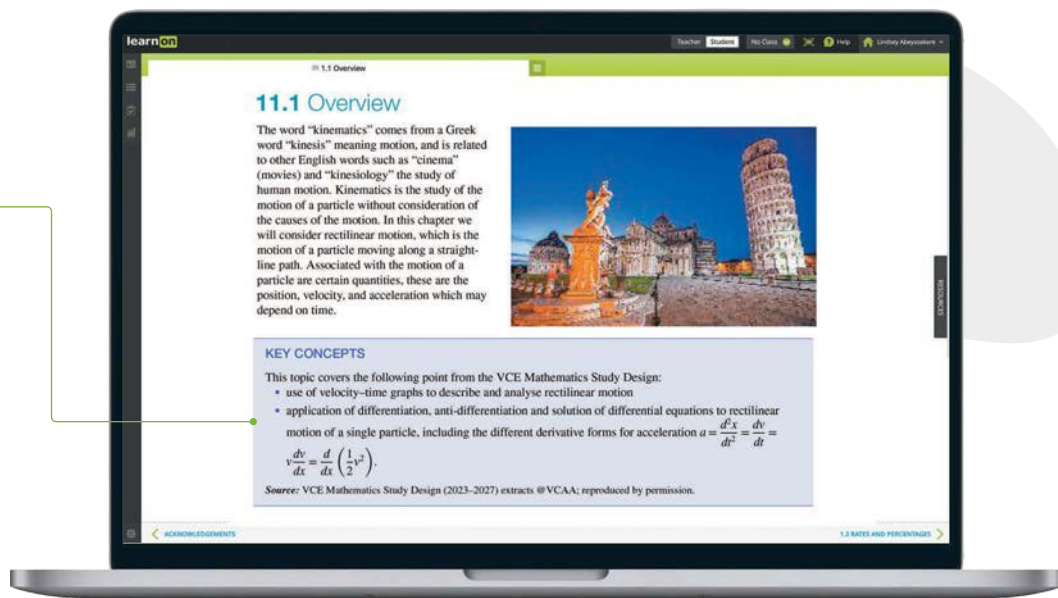 learnon
Teacher Student No Class Help Lindsey Abeyasekere
1.1 Overview
11.1 Overview
The word “kinematics” comes from a Greek
word “kinesis” meaning motion, and is related
to other English words such as “cinema”
(movies) and “kinesiology” the study of
human motion. Kinematics is the study of the
motion of a particle without consideration of
the causes of the motion. In this chapter we
will consider rectilinear motion, which is the
motion of a particle moving along a straight-
line path. Associated with the motion of a
particle are certain quantities, these are the
position, velocity, and acceleration which may
depend on time.
RESOURCES
KEY CONCEPTS
This topic covers the following point from the VCE Mathematics Study Design:
• use of velocity–time graphs to describe and analyse rectilinear motion
• application of differentiation, anti-differentiation and solution of differential equations to rectilinear
motion of a single particle, including the different derivative forms for acceleration a = d²x/dt² = dv/dt =
v dv/dx = d/dx (1/2 v²).
Source: VCE Mathematics Study Design (2023–2027) extracts @VCAA; reproduced by permission.
ACKNOWLEDGEMENTS
1.2 RATES AND PERCENTAGES